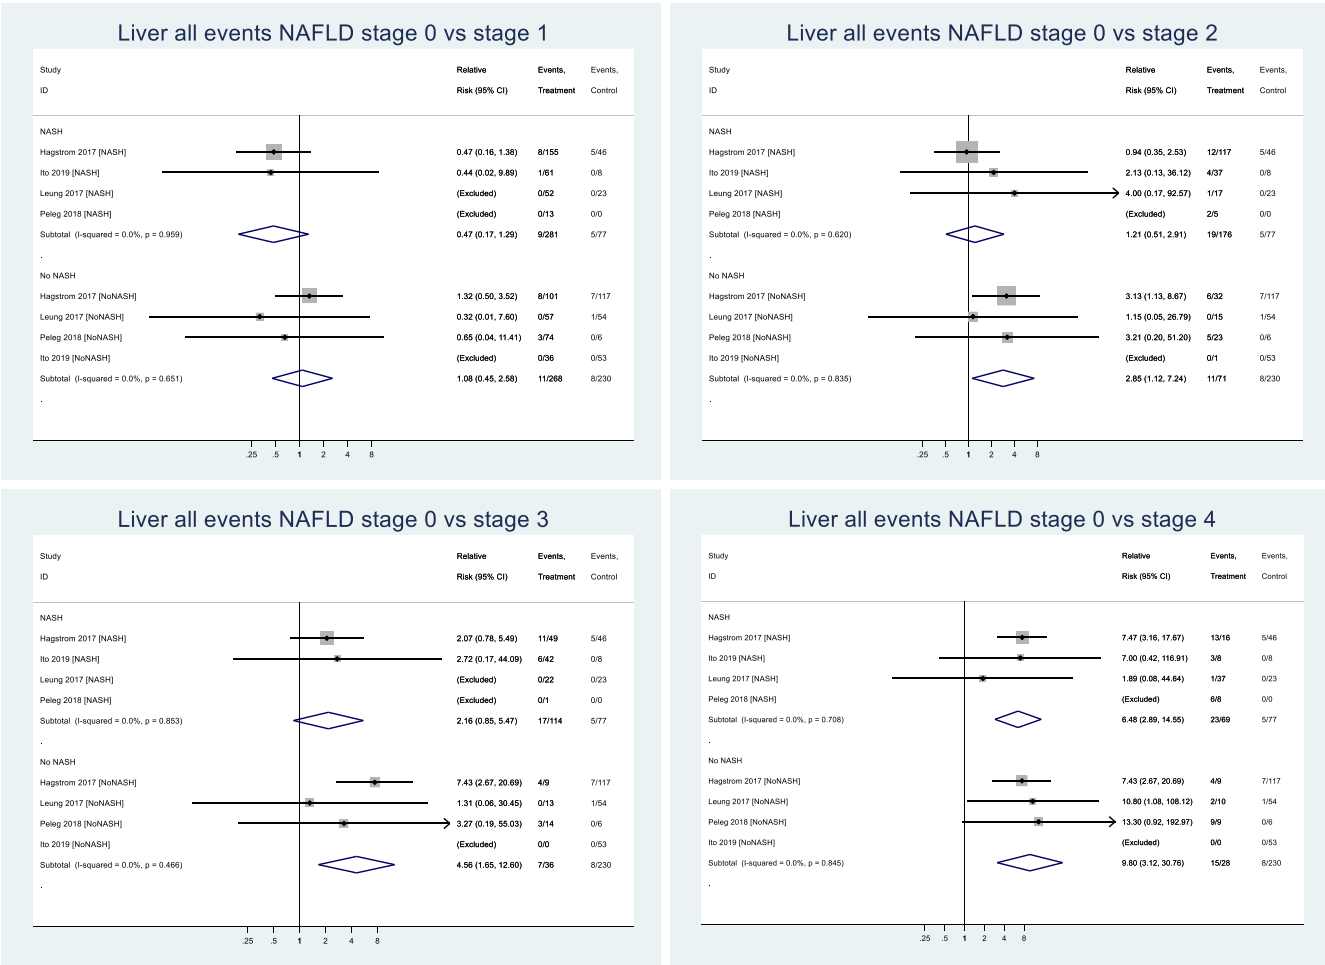 Liver all events NAFLD stage 0 vs stage 1
Study Relative Events, Events,
ID Risk (95% CI) Treatment Control
NASH
Hagstrom 2017 [NASH] 0.47 (0.16, 1.38) 8/155 5/46
Ito 2019 [NASH] 0.44 (0.02, 9.89) 1/61 0/8
Leung 2017 [NASH] (Excluded) 0/52 0/23
Peleg 2018 [NASH] (Excluded) 0/13 0/0
Subtotal (I-squared = 0.0%, p = 0.959) 0.47 (0.17, 1.29) 9/281 5/77
.
No NASH
Hagstrom 2017 [NoNASH] 1.32 (0.50, 3.52) 8/101 7/117
Leung 2017 [NoNASH] 0.32 (0.01, 7.60) 0/57 1/54
Peleg 2018 [NoNASH] 0.65 (0.04, 11.41) 3/74 0/6
Ito 2019 [NoNASH] (Excluded) 0/36 0/53
Subtotal (I-squared = 0.0%, p = 0.651) 1.08 (0.45, 2.58) 11/268 8/230
.
.25 .5 1 2 4 8
Liver all events NAFLD stage 0 vs stage 2
Study Relative Events, Events,
ID Risk (95% CI) Treatment Control
NASH
Hagstrom 2017 [NASH] 0.94 (0.35, 2.53) 12/117 5/46
Ito 2019 [NASH] 2.13 (0.13, 36.12) 4/37 0/8
Leung 2017 [NASH] 4.00 (0.17, 92.57) 1/17 0/23
Peleg 2018 [NASH] (Excluded) 2/5 0/0
Subtotal (I-squared = 0.0%, p = 0.620) 1.21 (0.51, 2.91) 19/176 5/77
.
No NASH
Hagstrom 2017 [NoNASH] 3.13 (1.13, 8.67) 6/32 7/117
Leung 2017 [NoNASH] 1.15 (0.05, 26.79) 0/15 1/54
Peleg 2018 [NoNASH] 3.21 (0.20, 51.20) 5/23 0/6
Ito 2019 [NoNASH] (Excluded) 0/1 0/53
Subtotal (I-squared = 0.0%, p = 0.835) 2.85 (1.12, 7.24) 11/71 8/230
.
.25 .5 1 2 4 8
Liver all events NAFLD stage 0 vs stage 3
Study Relative Events, Events,
ID Risk (95% CI) Treatment Control
NASH
Hagstrom 2017 [NASH] 2.07 (0.78, 5.49) 11/49 5/46
Ito 2019 [NASH] 2.72 (0.17, 44.09) 6/42 0/8
Leung 2017 [NASH] (Excluded) 0/22 0/23
Peleg 2018 [NASH] (Excluded) 0/1 0/0
Subtotal (I-squared = 0.0%, p = 0.853) 2.16 (0.85, 5.47) 17/114 5/77
.
No NASH
Hagstrom 2017 [NoNASH] 7.43 (2.67, 20.69) 4/9 7/117
Leung 2017 [NoNASH] 1.31 (0.06, 30.45) 0/13 1/54
Peleg 2018 [NoNASH] 3.27 (0.19, 55.03) 3/14 0/6
Ito 2019 [NoNASH] (Excluded) 0/0 0/53
Subtotal (I-squared = 0.0%, p = 0.466) 4.56 (1.65, 12.60) 7/36 8/230
.
.25 .5 1 2 4 8
Liver all events NAFLD stage 0 vs stage 4
Study Relative Events, Events,
ID Risk (95% CI) Treatment Control
NASH
Hagstrom 2017 [NASH] 7.47 (3.16, 17.67) 13/16 5/46
Ito 2019 [NASH] 7.00 (0.42, 116.91) 3/8 0/8
Leung 2017 [NASH] 1.89 (0.08, 44.64) 1/37 0/23
Peleg 2018 [NASH] (Excluded) 6/8 0/0
Subtotal (I-squared = 0.0%, p = 0.708) 6.48 (2.89, 14.55) 23/69 5/77
.
No NASH
Hagstrom 2017 [NoNASH] 7.43 (2.67, 20.69) 4/9 7/117
Leung 2017 [NoNASH] 10.80 (1.08, 108.12) 2/10 1/54
Peleg 2018 [NoNASH] 13.30 (0.92, 192.97) 9/9 0/6
Ito 2019 [NoNASH] (Excluded) 0/0 0/53
Subtotal (I-squared = 0.0%, p = 0.845) 9.80 (3.12, 30.76) 15/28 8/230
.
.25 .5 1 2 4 8